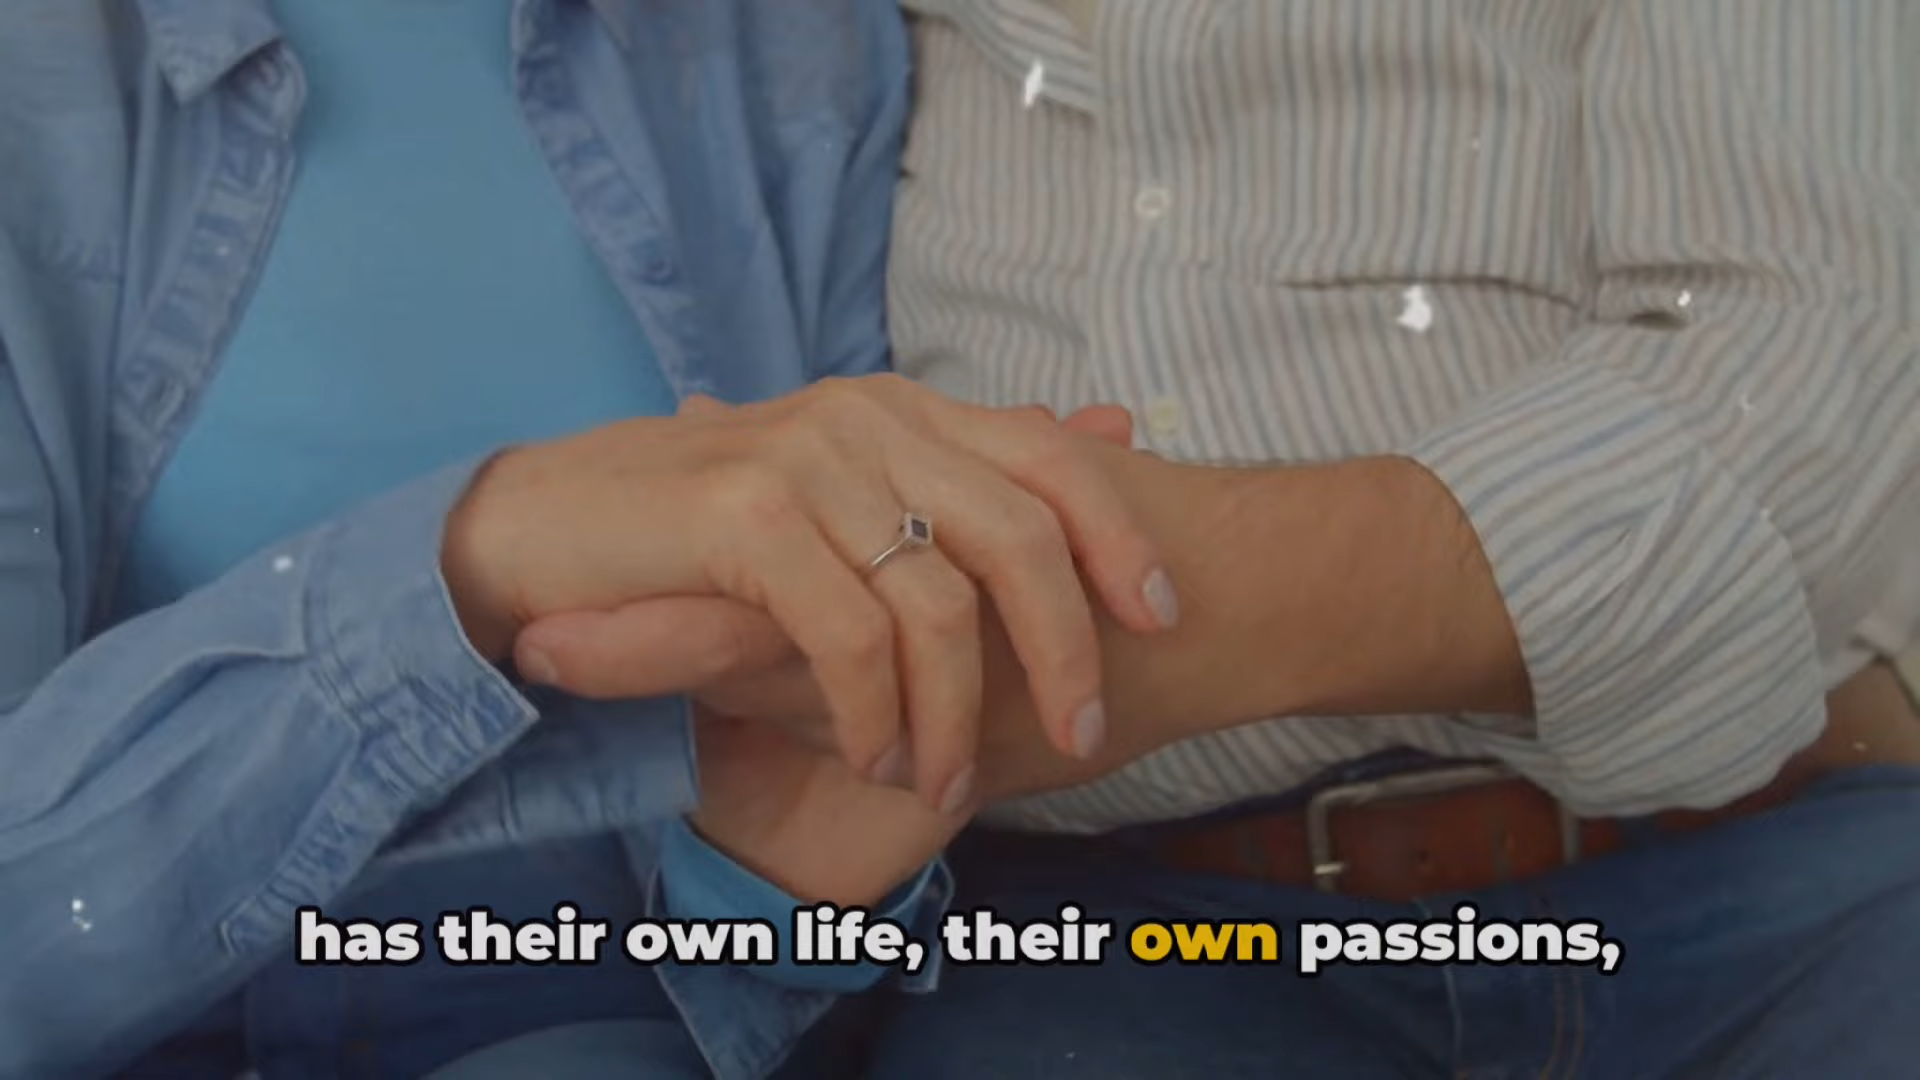 has their own life, their own passions,